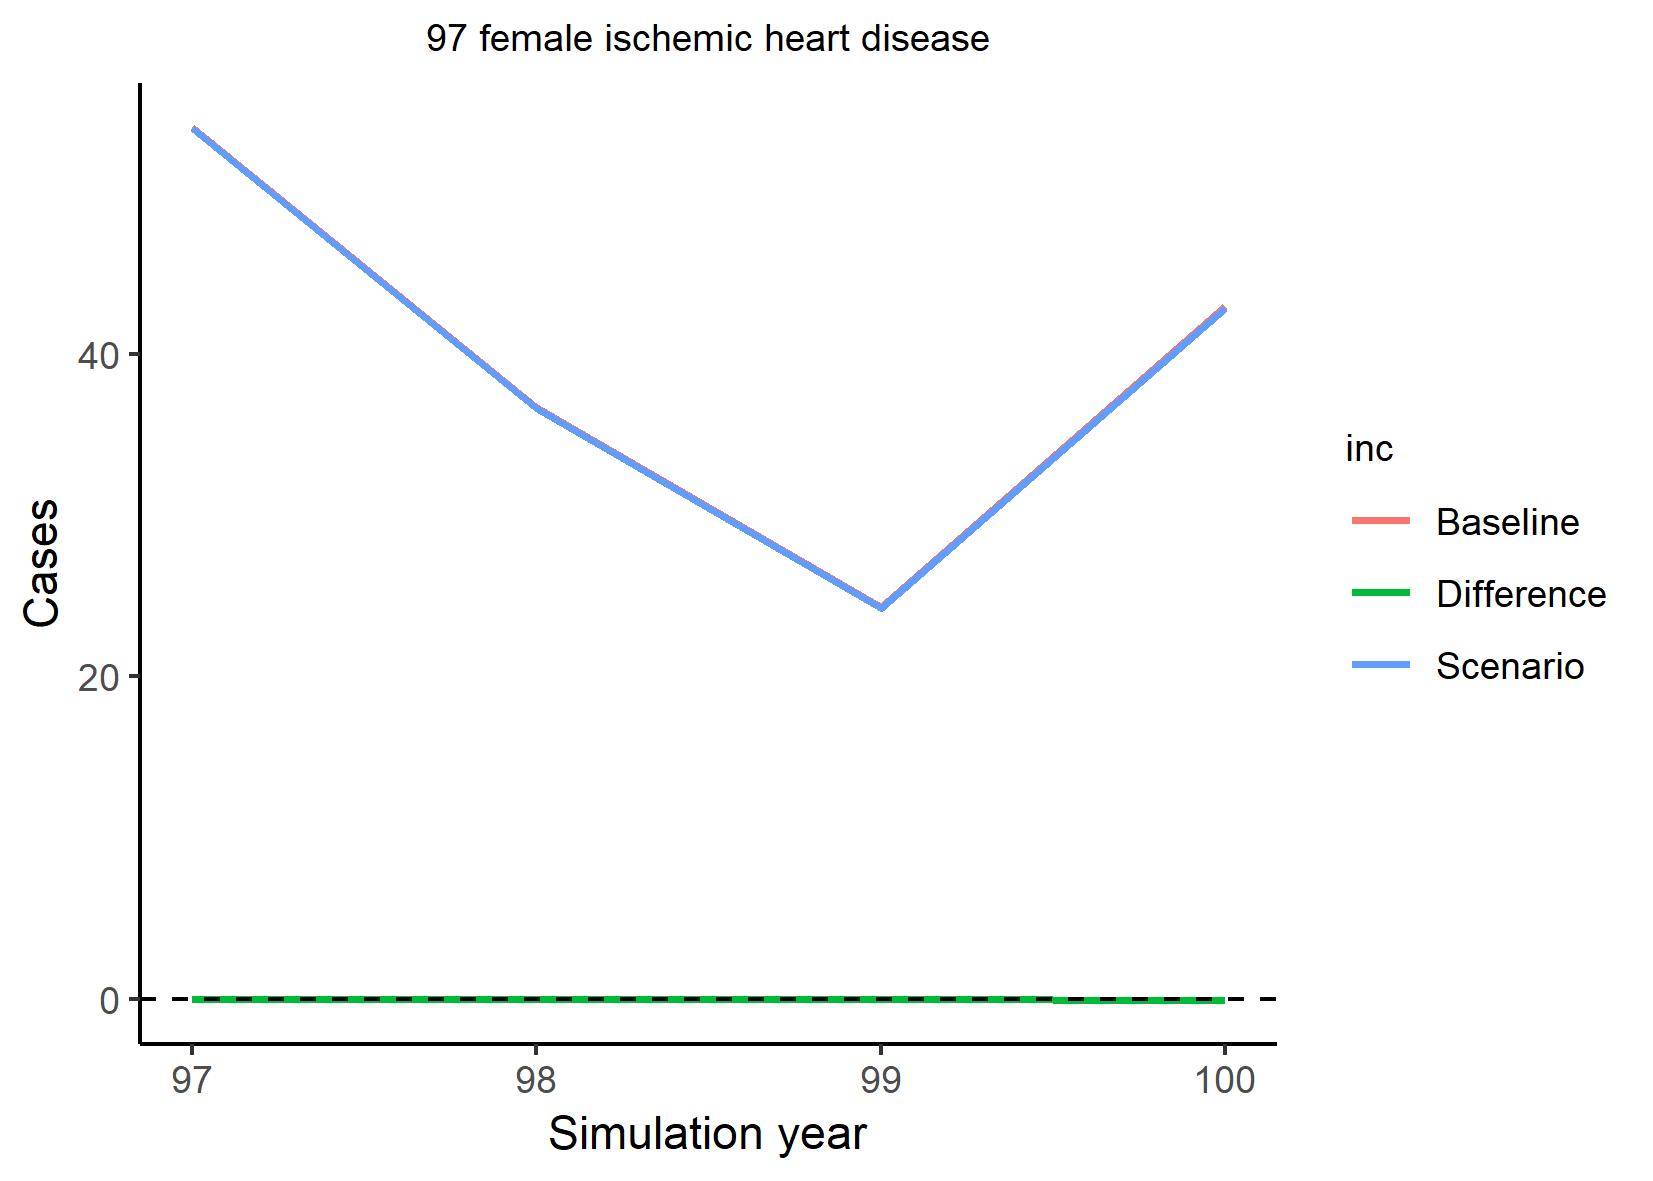 97 female ischemic heart disease
Cases
40
20
0
97 98 99 100
Simulation year
inc
Baseline
Difference
Scenario